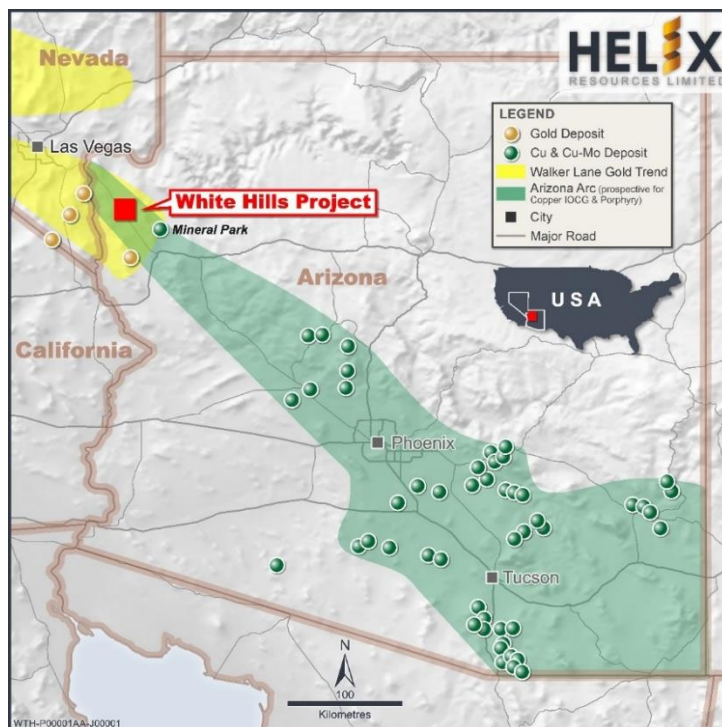 Nevada
HELIX
RESOURCES LIMITED
LEGEND
Gold Deposit
Cu & Cu-Mo Deposit
Walker Lane Gold Trend
Arizona Arc (prospective for
Copper IOCG & Porphyry)
City
Major Road
Las Vegas
White Hills Project
Mineral Park
Arizona
USA
California
Phoenix
Tucson
N
100
Kilometres
WTH-P00001AA-J00001